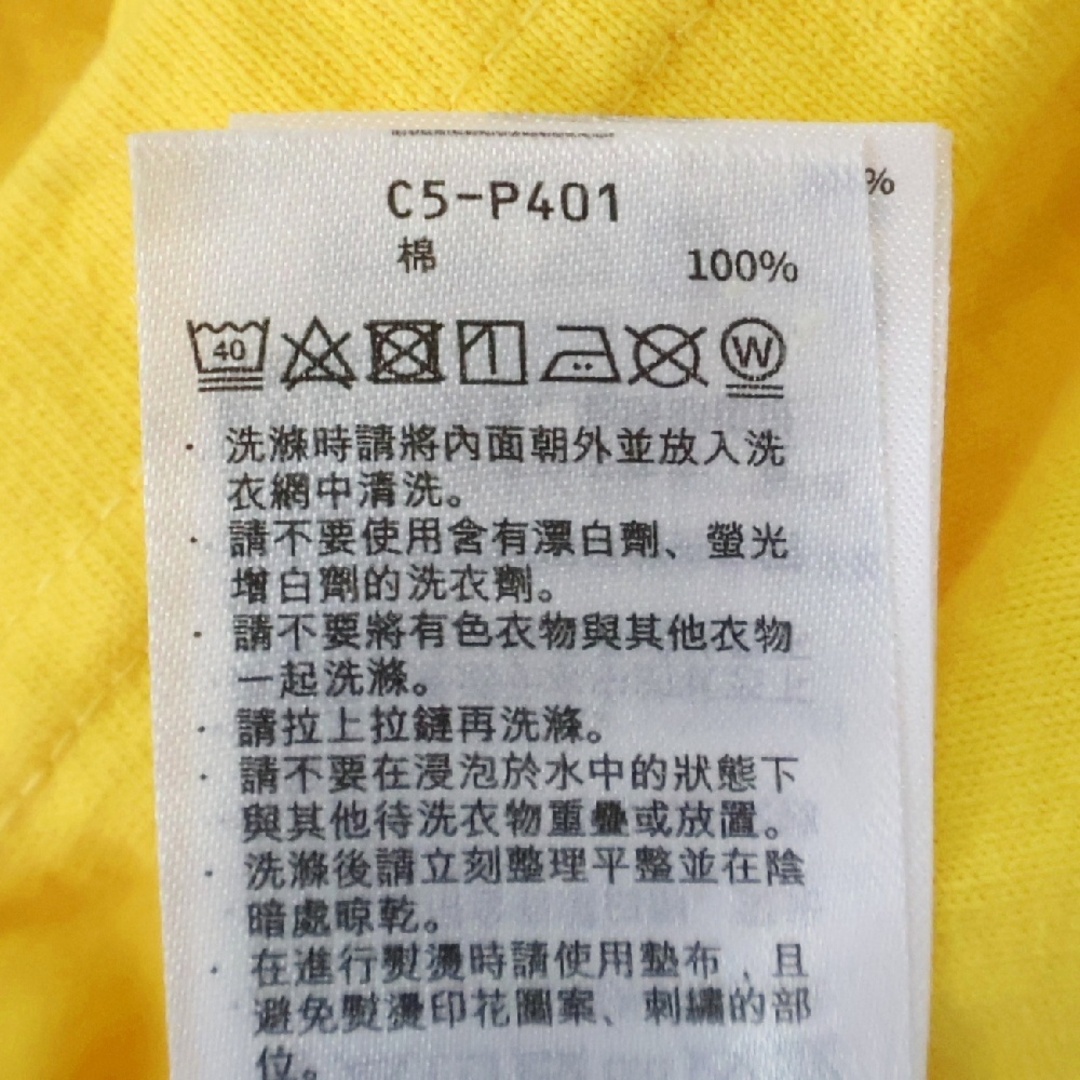 %
C5-P401
棉 100%
40
W
· 洗滌時請將內面朝外並放入洗
衣網中清洗。
· 請不要使用含有漂白劑、螢光
增白劑的洗衣劑。
· 請不要將有色衣物與其他衣物
一起洗滌。
· 請拉上拉鏈再洗滌。
· 請不要在浸泡於水中的狀態下
與其他待洗衣物重疊或放置。
· 洗滌後請立刻整理平整並在陰
暗處晾乾。
· 在進行熨燙時請使用墊布，且
避免熨燙印花圖案、刺繡的部
位。